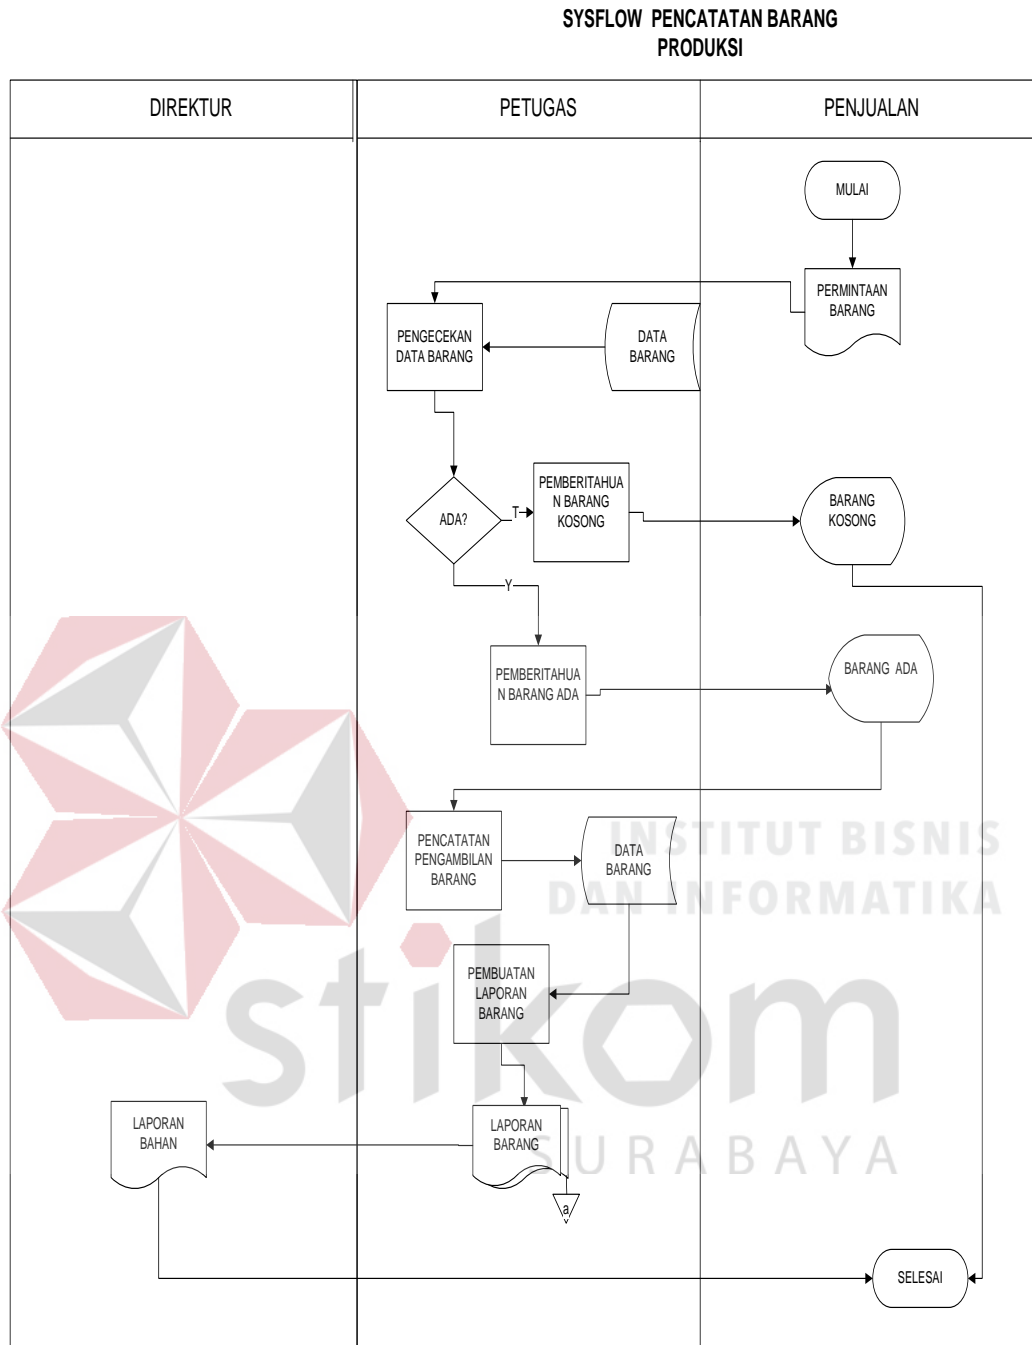 SYSFLOW PENCATATAN BARANG
PRODUKSI
DIREKTUR
PETUGAS
PENJUALAN
MULAI
PERMINTAAN
BARANG
PENGECEKAN
DATA BARANG
DATA
BARANG
ADA?
T
PEMBERITAHUA
N BARANG
KOSONG
BARANG
KOSONG
Y
PEMBERITAHUA
N BARANG ADA
BARANG ADA
PENCATATAN
PENGAMBILAN
BARANG
DATA
BARANG
INSTITUT BISNIS
DAN INFORMATIKA
PEMBUATAN
LAPORAN
BARANG
stikom
LAPORAN
BAHAN
LAPORAN
BARANG
SURABAYA
a
SELESAI